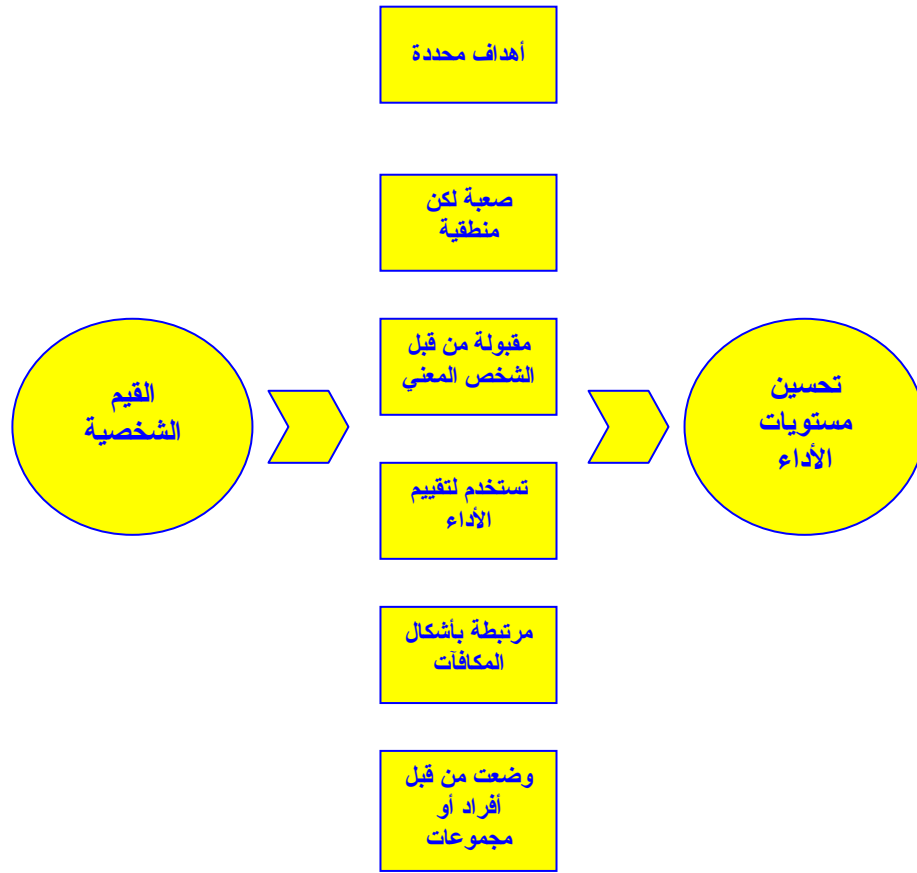 أهداف محددة
صعبة لكن
منطقية
القيم
الشخصية
مقبولة من قبل
الشخص المعني
تحسين
مستويات
الأداء
تستخدم لتقييم
الأداء
مرتبطة بأشكال
المكافآت
وضعت من قبل
أفراد أو
مجموعات